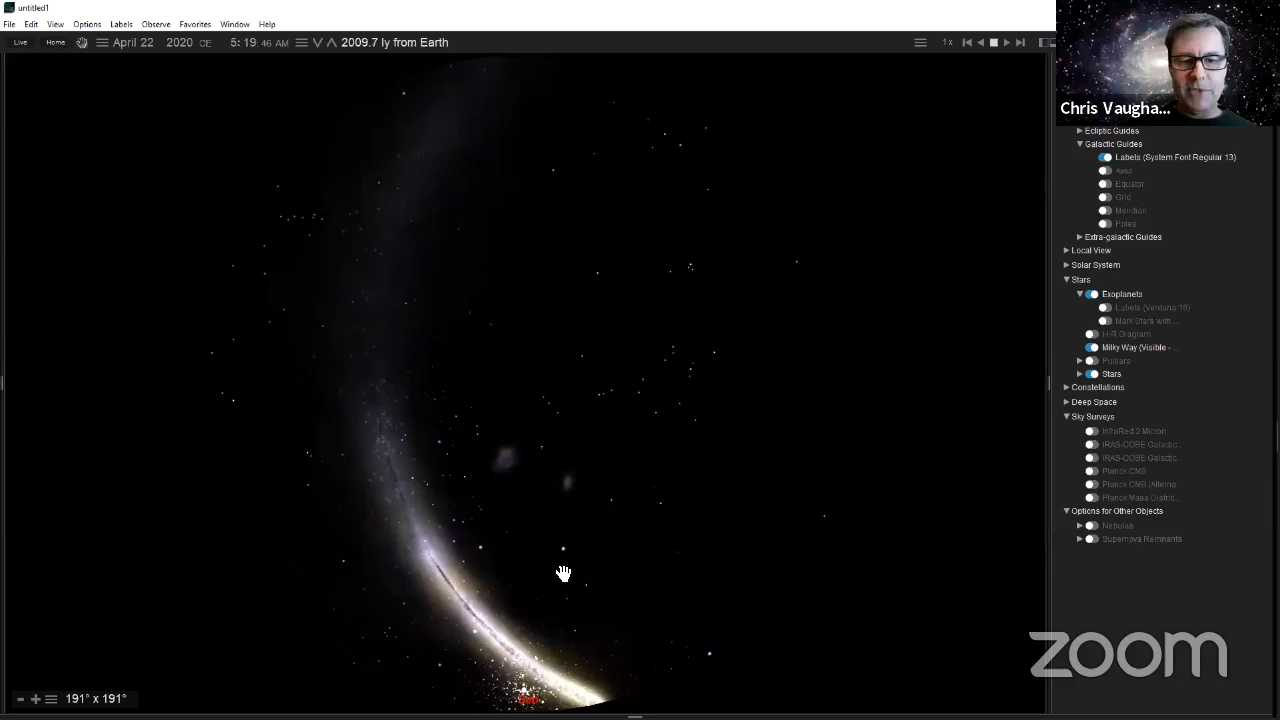 untitled1
File Edit View Options Labels Observe Favorites Window Help
Live Home April 22 2020 CE 5:19:46 AM 2009.7 ly from Earth 1x
Chris Vaugha...
Ecliptic Guides
Galactic Guides
Labels (System Font Regular 13)
Axes
Equator
Grid
Meridian
Poles
Extra-galactic Guides
Local View
Solar System
Stars
Exoplanets
Labels (Verdana 16)
Mark Stars with ...
H-R Diagram
Milky Way (Visible - ...
Pulsars
Stars
Constellations
Deep Space
Sky Surveys
InfraRed 2 Micron
IRAS-COBE Galactic...
IRAS-COBE Galactic...
Planck CMB
Planck CMB (Alterna...
Planck Mass Distric...
Options for Other Objects
Nebulae
Supernova Remnants
zoom
191° x 191°